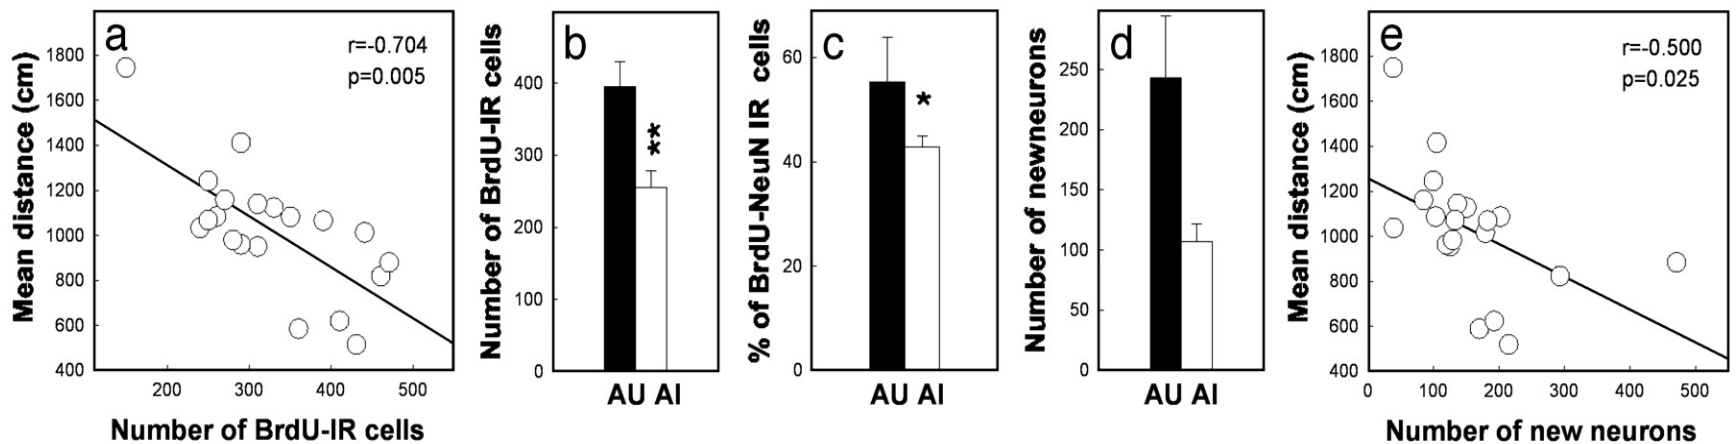 a
r=-0.704
p=0.005
Mean distance (cm)
1800
1600
1400
1200
1000
800
600
400
200
300
400
500
Number of BrdU-IR cells
b
Number of BrdU-IR cells
400
300
200
100
0
**
AU AI
c
% of BrdU-NeuN IR cells
60
40
20
0
*
AU AI
d
Number of newneurons
250
200
150
100
50
0
AU AI
e
r=-0.500
p=0.025
Mean distance (cm)
1800
1600
1400
1200
1000
800
600
400
0
100
200
300
400
500
Number of new neurons